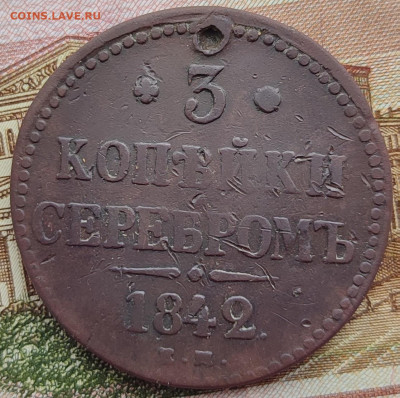 COINS.LAVE.RU
3
КОПѢЙКИ
СЕРЕБРОМЪ
1842.